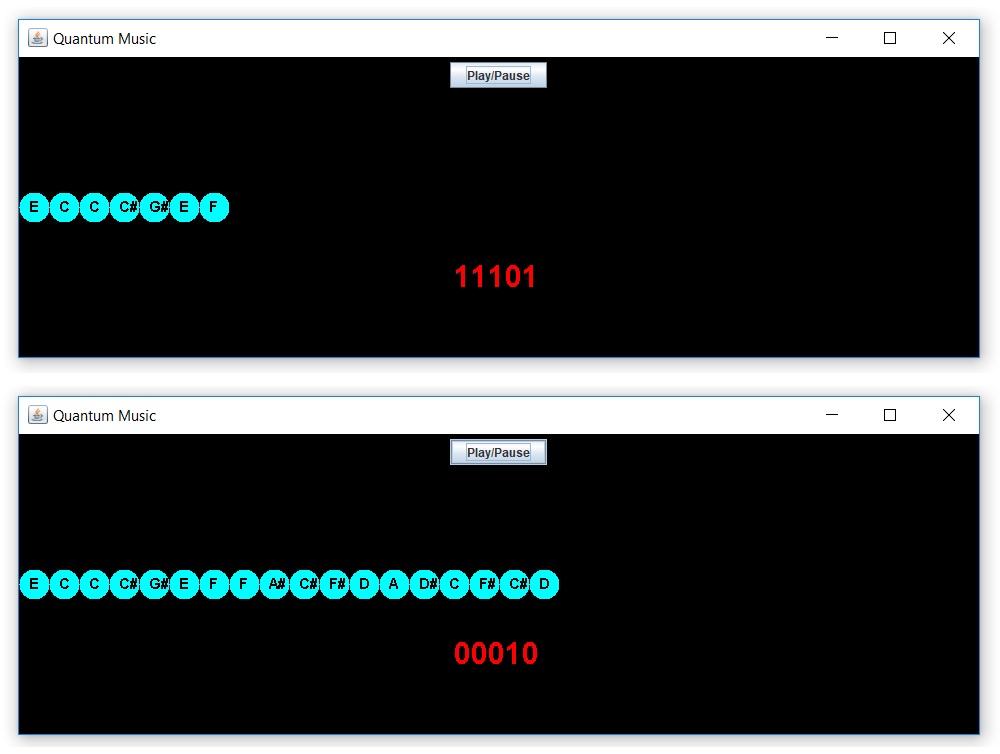 Quantum Music
Play/Pause
E C C C# G# E F
11101
Quantum Music
Play/Pause
E C C C# G# E F F A# C# F# D A D# C F# C# D
00010